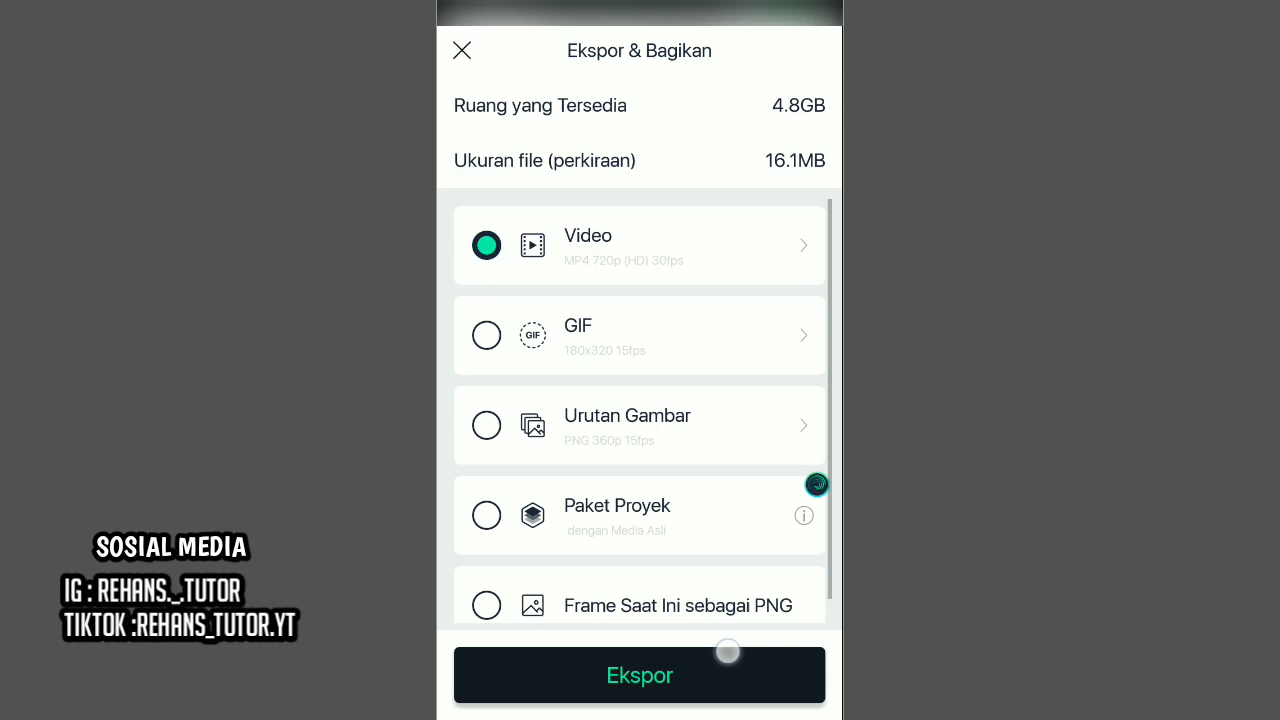 Ekspor & Bagikan
Ruang yang Tersedia 4.8GB
Ukuran file (perkiraan) 16.1MB
Video
MP4 720p (HD) 30fps
GIF
GIF
180x320 15fps
Urutan Gambar
PNG 360p 15fps
Paket Proyek
dengan Media Asli
Frame Saat Ini sebagai PNG
Ekspor
SOSIAL MEDIA
IG : REHANS._.TUTOR
TIKTOK :REHANS_TUTOR.YT